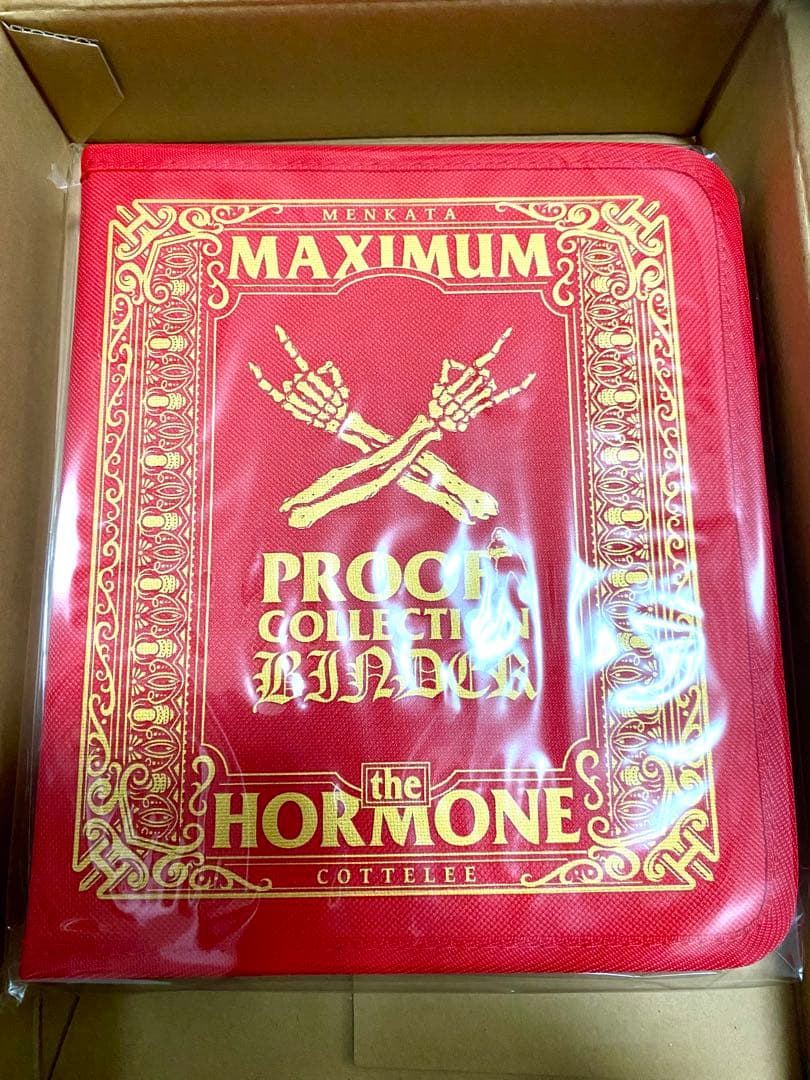 MENKATA
MAXIMUM
PROOF
COLLECTION
BINDER
the
HORMONE
COTTELEE